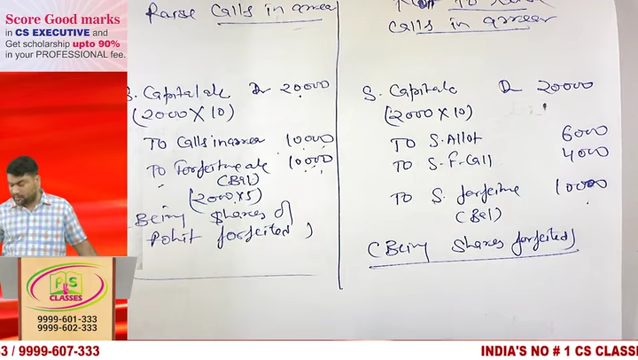 Score Good marks
in CS EXECUTIVE and
Get scholarship upto 90%
in your PROFESSIONAL fee.
Raise Calls in arrear
S. Capital a/c Dr 20000
(2000 X 10)
To Calls in arrear 10000
To Forfeiture a/c 10000
(Bal)
(2000 X 5)
Being shares of
Rohit forfeited)
calls in arrear
S. Capital a/c Dr 20000
(2000 X 10)
To S. Allot 6000
To S. F. Call 4000
To S. forfeiture 10000
(Bal)
(Being shares forfeited)
CLASSES
9999-601-333
9999-602-333
3 / 9999-607-333
INDIA'S NO # 1 CS CLASS